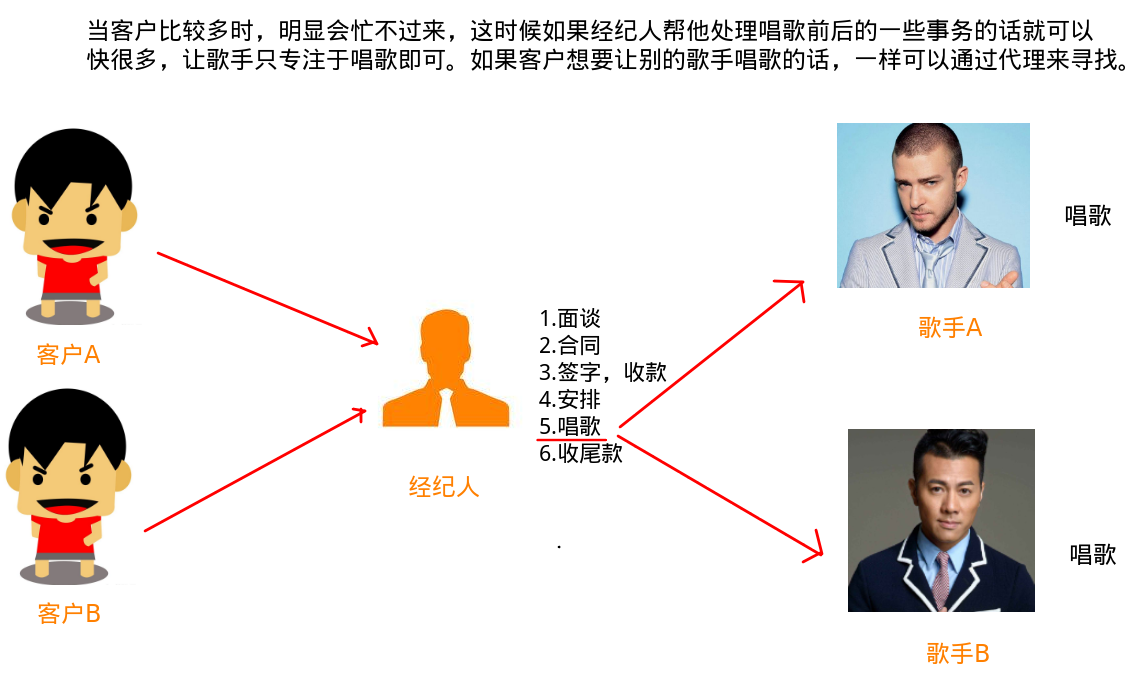 当客户比较多时，明显会忙不过来，这时候如果经纪人帮他处理唱歌前后的一些事务的话就可以
快很多，让歌手只专注于唱歌即可。如果客户想要让别的歌手唱歌的话，一样可以通过代理来寻找。
唱歌
1.面谈
歌手A
2.合同
客户A
3.签字，收款
4.安排
5.唱歌
6.收尾款
经纪人
唱歌
客户B
歌手B